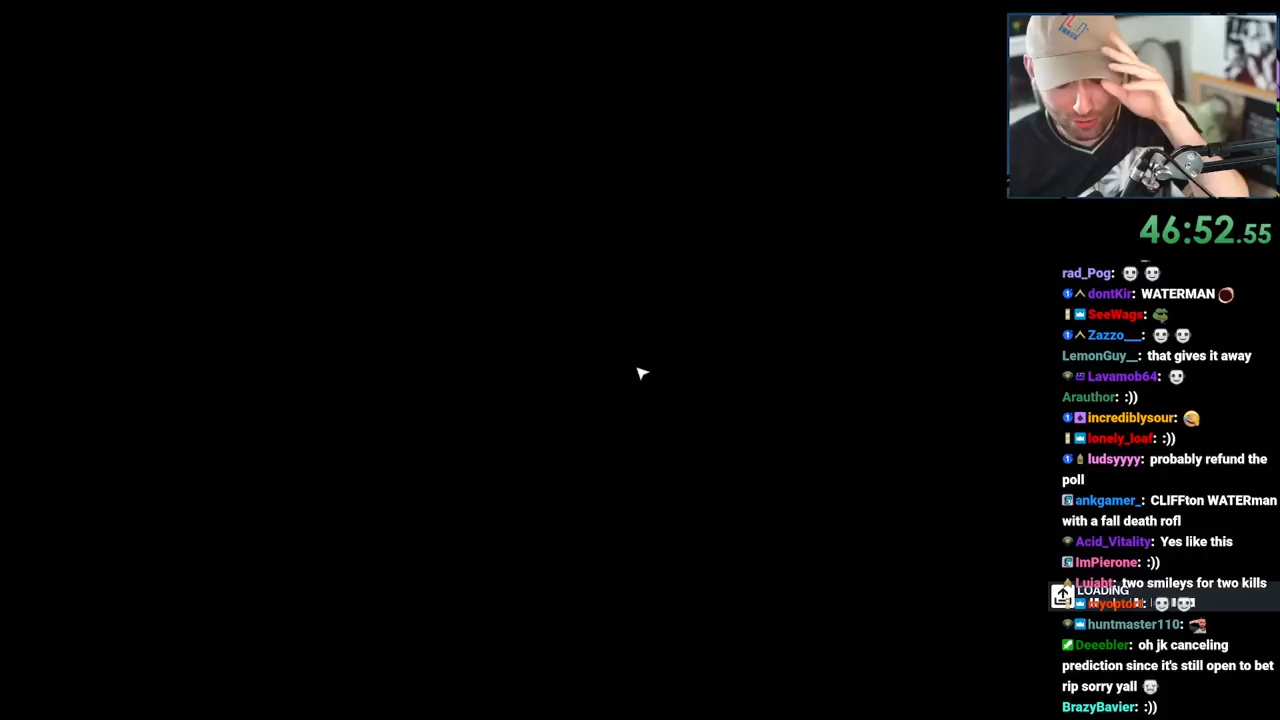 46:52.55
rad_Pog:
dontKir: WATERMAN
SeeWags:
Zazzo___:
LemonGuy__: that gives it away
Lavamob64:
Arauthor: :))
incrediblysour:
lonely_loaf: :))
ludsyyyy: probably refund the
poll
ankgamer_: CLIFFton WATERman
with a fall death rofl
Acid_Vitality: Yes like this
ImPierone: :))
Lujaht: two smileys for two kills
LOADING
huntmaster110:
Deeebler: oh jk canceling
prediction since it's still open to bet
rip sorry yall
BrazyBavier: :))